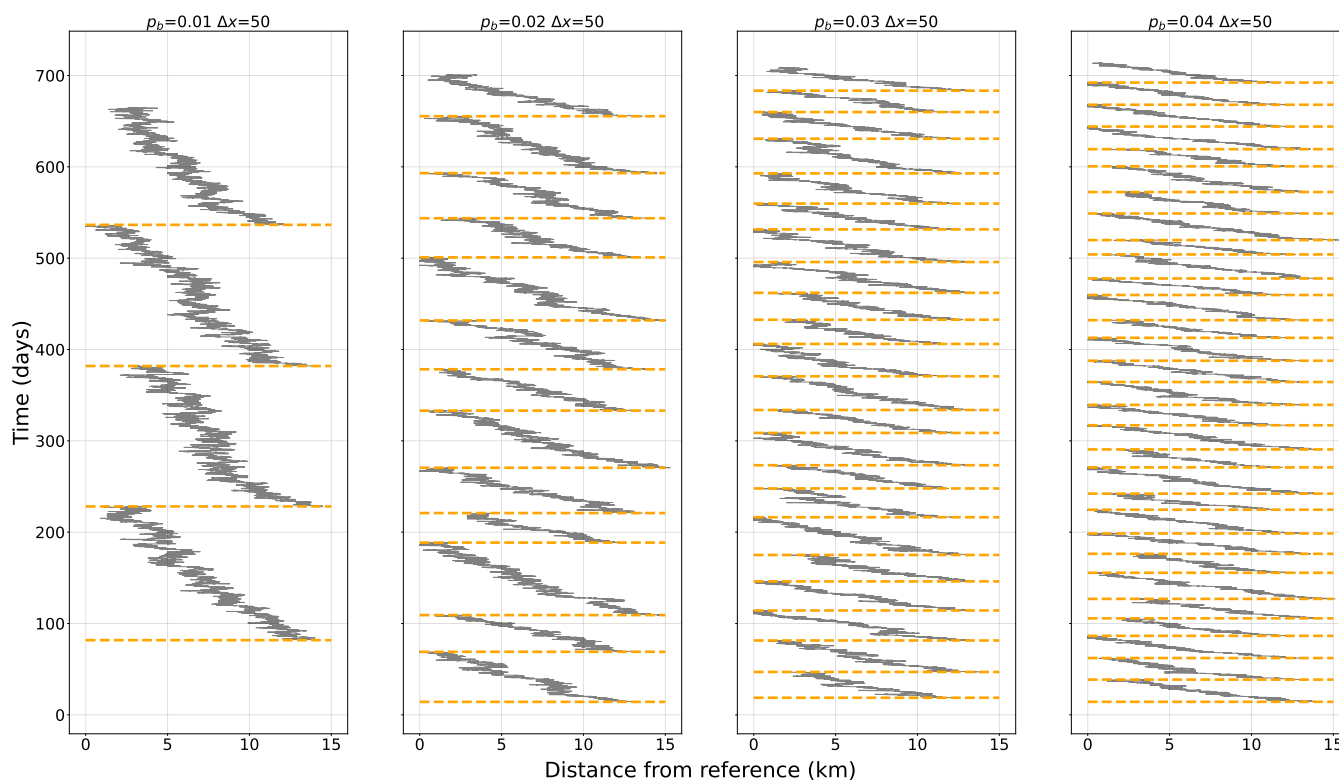 p_b=0.01 Δx=50
p_b=0.02 Δx=50
p_b=0.03 Δx=50
p_b=0.04 Δx=50
Time (days)
700
600
500
400
300
200
100
0
0 5 10 15
0 5 10 15
0 5 10 15
0 5 10 15
Distance from reference (km)